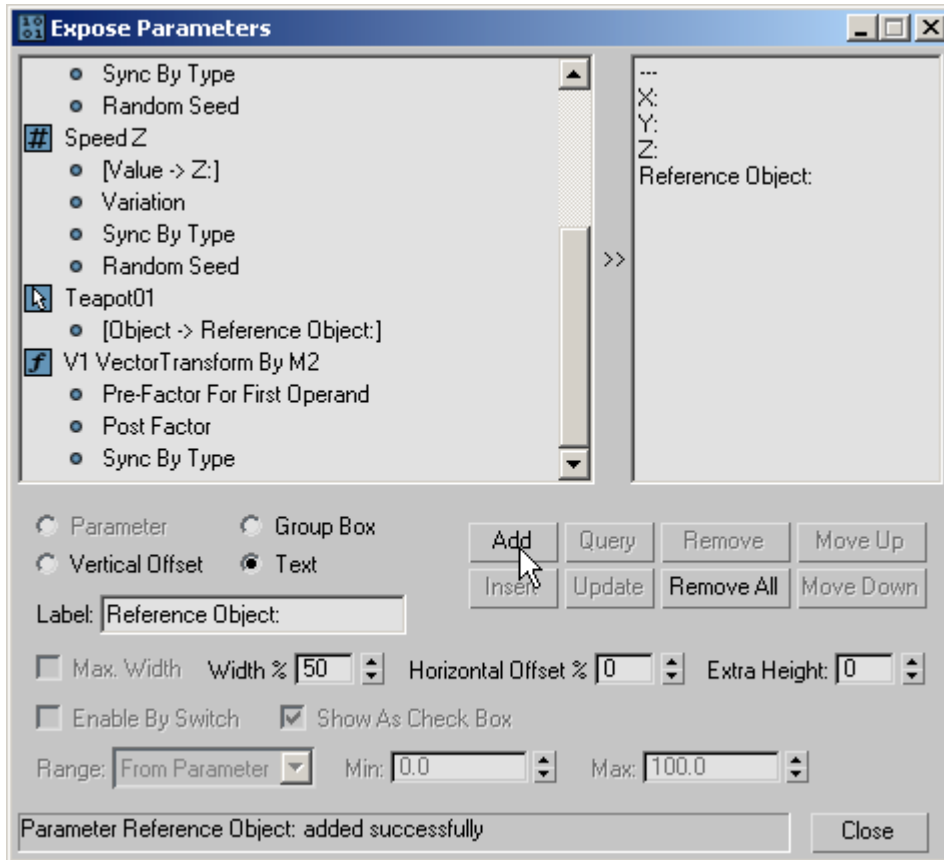 Expose Parameters
Sync By Type
Random Seed
Speed Z
[Value -> Z:]
Variation
Sync By Type
Random Seed
Teapot01
[Object -> Reference Object:]
V1 VectorTransform By M2
Pre-Factor For First Operand
Post Factor
Sync By Type
>>
---
X:
Y:
Z:
Reference Object:
Parameter Group Box
Vertical Offset Text
Add Query Remove Move Up
Insert Update Remove All Move Down
Label: Reference Object:
Max. Width Width % 50 Horizontal Offset % 0 Extra Height: 0
Enable By Switch Show As Check Box
Range: From Parameter Min: 0.0 Max: 100.0
Parameter Reference Object: added successfully Close